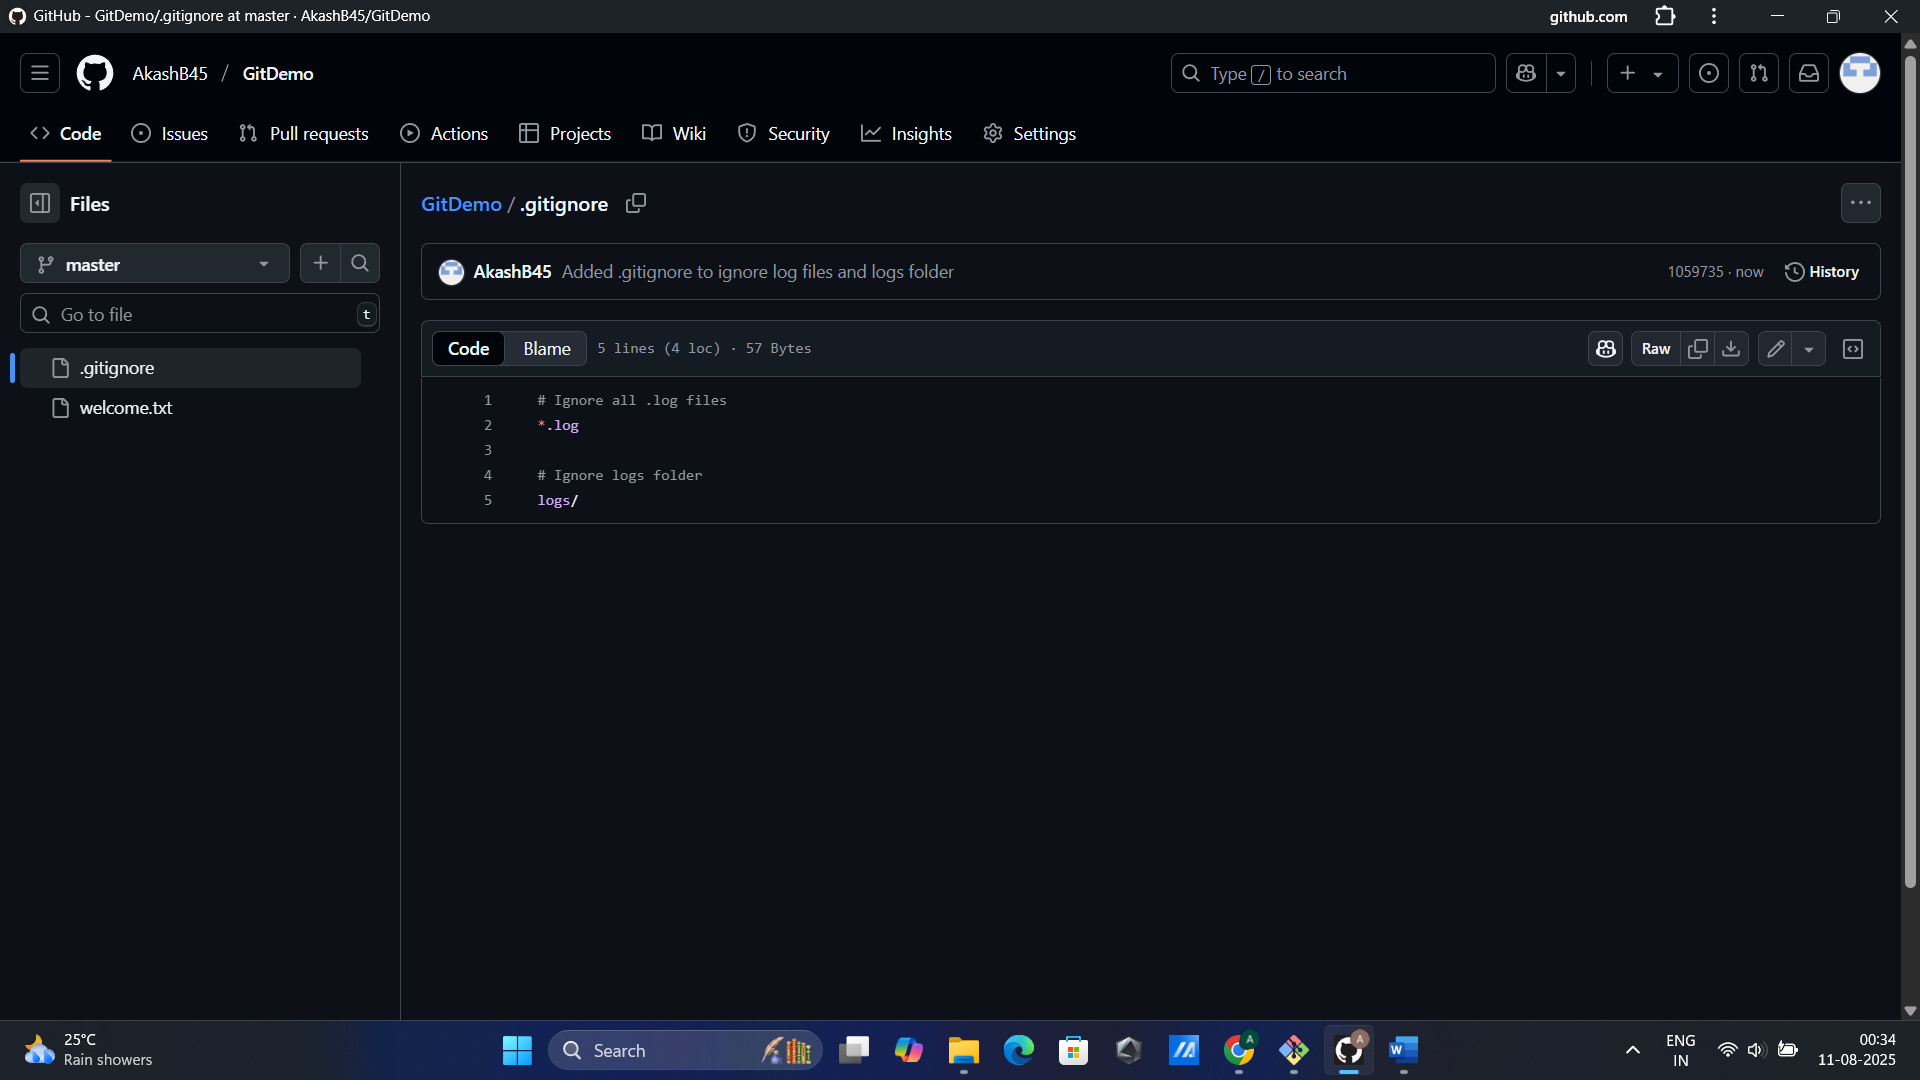 GitHub - GitDemo/.gitignore at master · AkashB45/GitDemo
github.com
AkashB45 / GitDemo
Type / to search
Code Issues Pull requests Actions Projects Wiki Security Insights Settings
Files
master
Go to file
t
.gitignore
welcome.txt
GitDemo / .gitignore
AkashB45 Added .gitignore to ignore log files and logs folder
1059735 · now
History
Code Blame 5 lines (4 loc) · 57 Bytes
Raw
1 # Ignore all .log files
2 *.log
3
4 # Ignore logs folder
5 logs/
25°C
Rain showers
Search
A
A
W
ENG
IN
00:34
11-08-2025